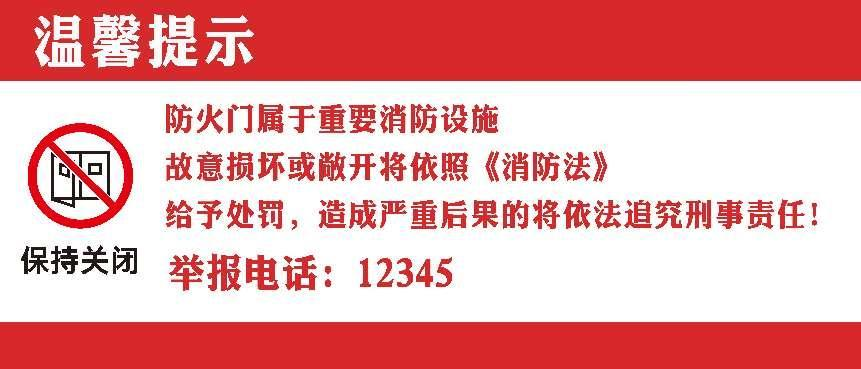 温馨提示
防火门属于重要消防设施
故意损坏或敞开将依照《消防法》
给予处罚，造成严重后果的将依法追究刑事责任！
保持关闭
举报电话：12345